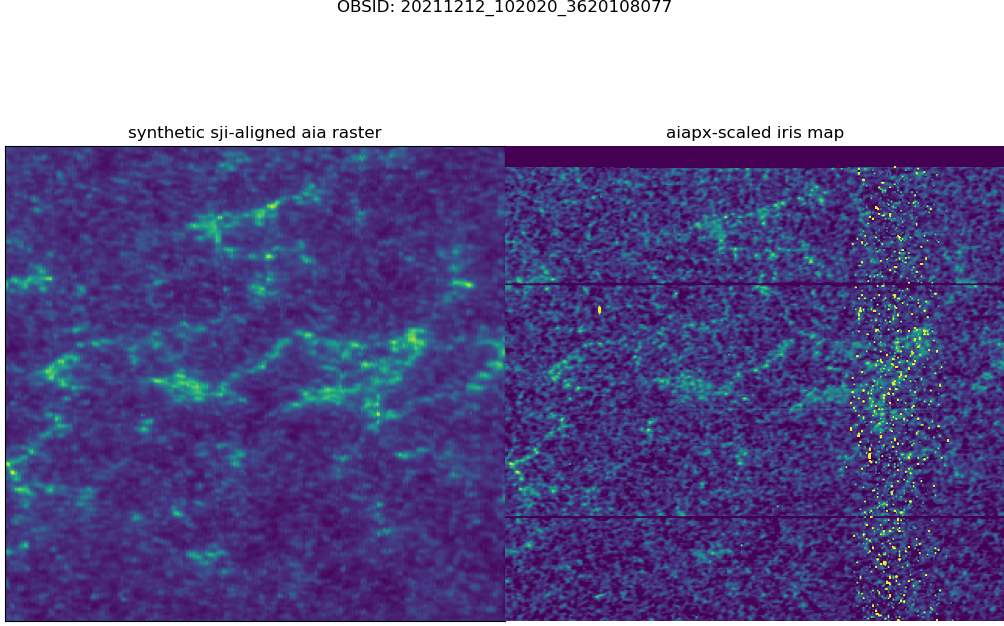 OBSID: 20211212_102020_3620108077
synthetic sji-aligned aia raster
aiapx-scaled iris map